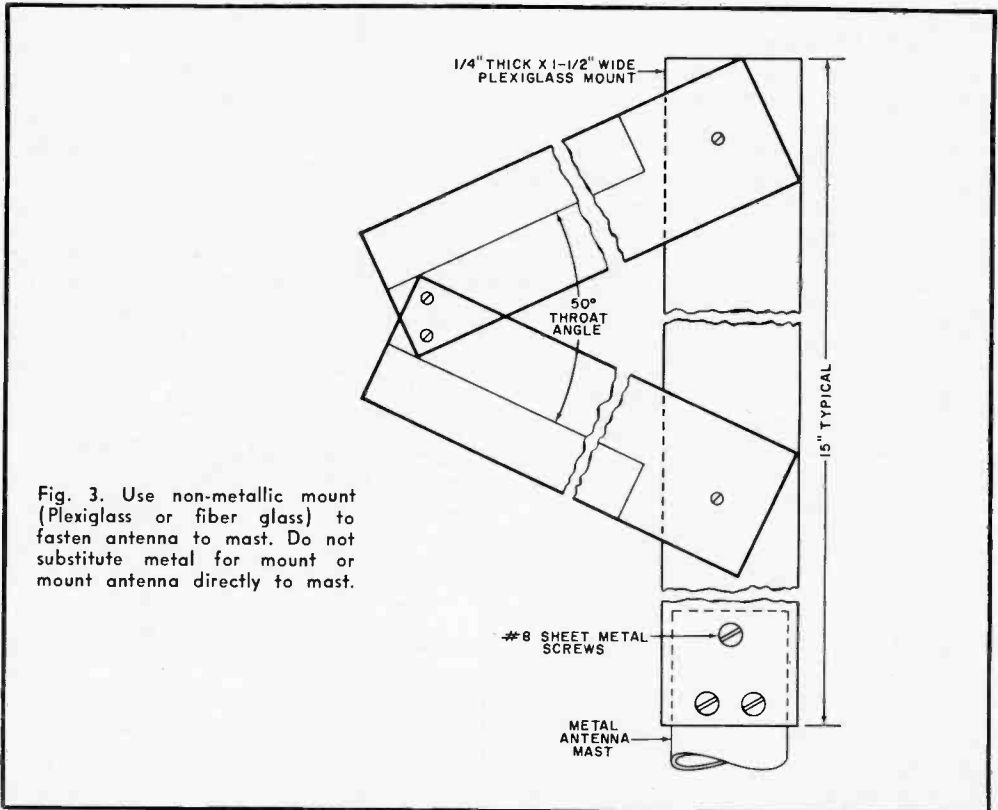 1/4" THICK X 1-1/2" WIDE
PLEXIGLASS MOUNT
50°
THROAT
ANGLE
15" TYPICAL
Fig. 3. Use non-metallic mount
(Plexiglass or fiber glass) to
fasten antenna to mast. Do not
substitute metal for mount or
mount antenna directly to mast.
#8 SHEET METAL
SCREWS
METAL
ANTENNA
MAST